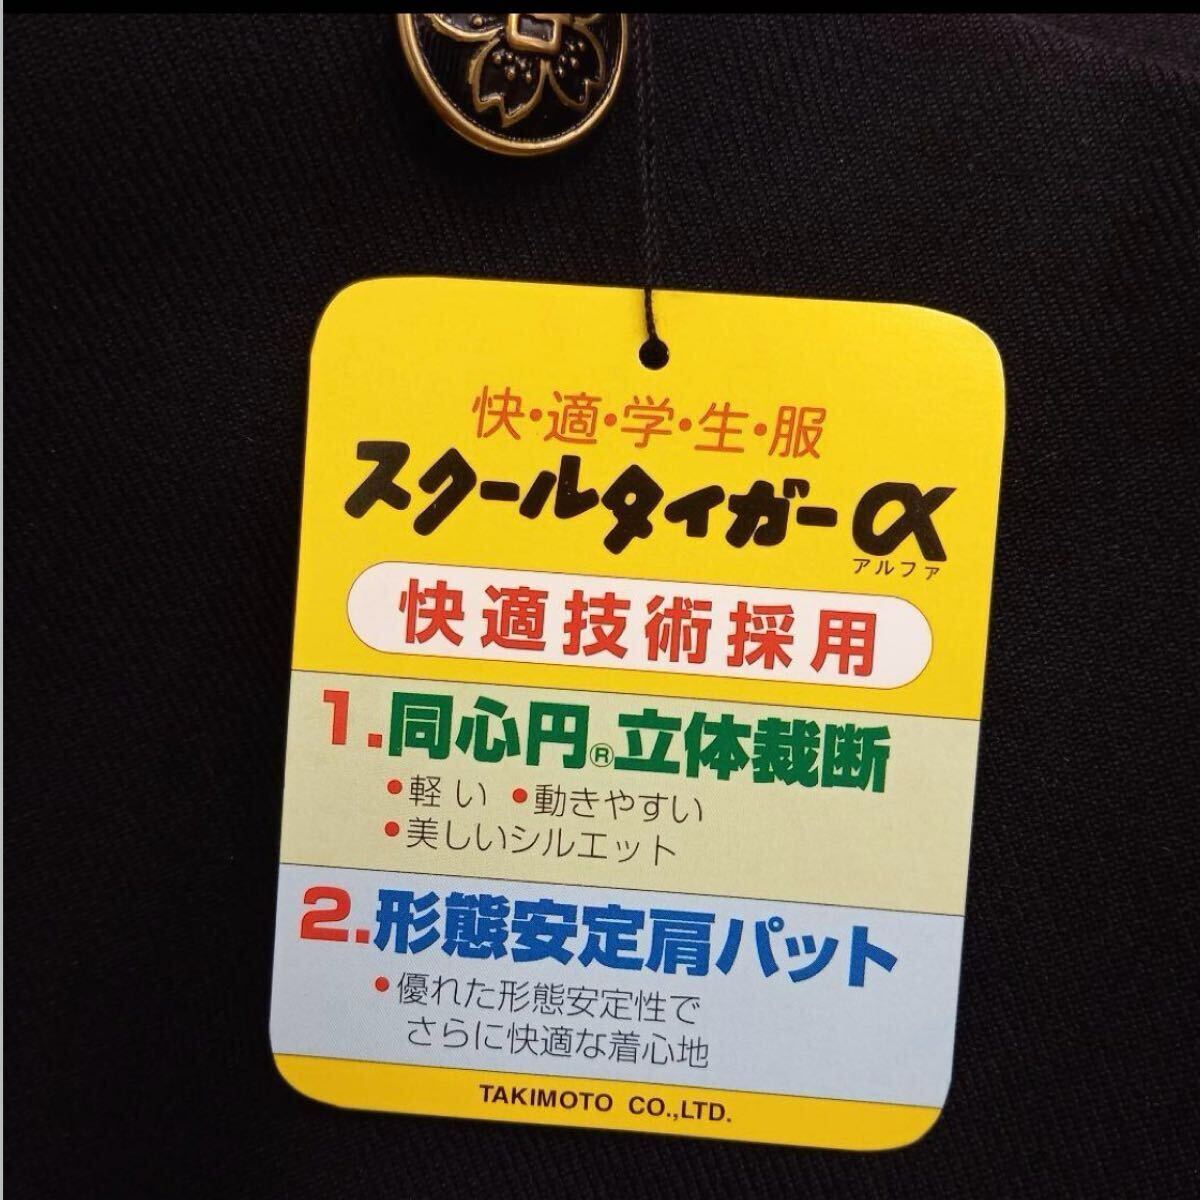 快・適・学・生・服
スクールタイガーα
アルファ
快適技術採用
1.同心円®立体裁断
•軽い •動きやすい
•美しいシルエット
2.形態安定肩パット
•優れた形態安定性で
さらに快適な着心地
TAKIMOTO CO.,LTD.